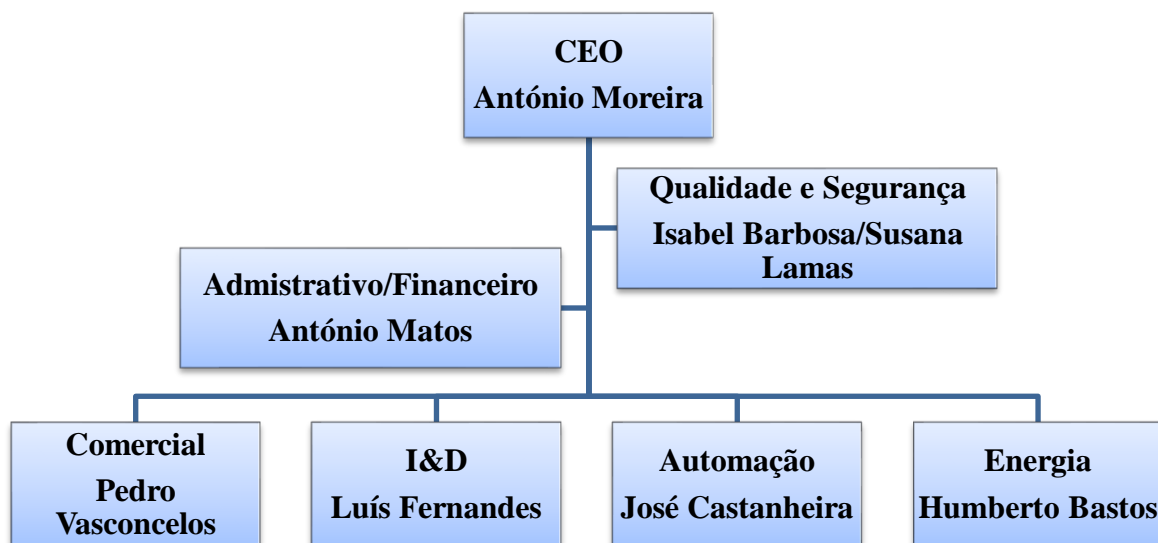 CEO
António Moreira
Qualidade e Segurança
Isabel Barbosa/Susana
Lamas
Admistrativo/Financeiro
António Matos
Comercial
Pedro
Vasconcelos
I&D
Luís Fernandes
Automação
José Castanheira
Energia
Humberto Bastos